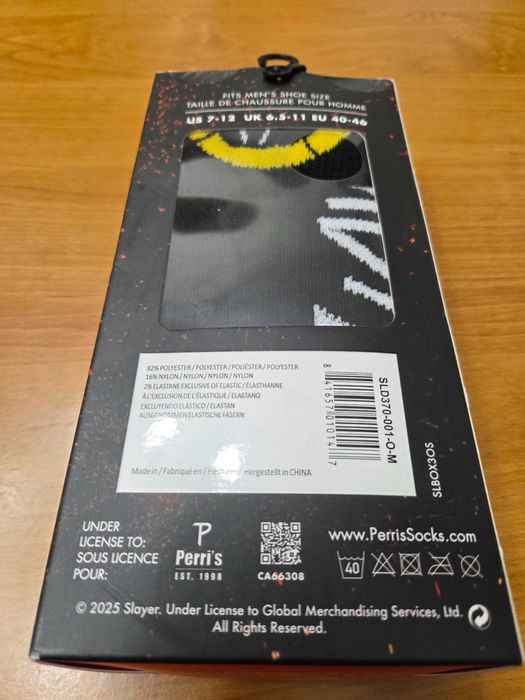 FITS MEN'S SHOE SIZE
TAILLE DE CHAUSSURE POUR HOMME
US 7-12 UK 6.5-11 EU 40-46
82% POLYESTER / POLYESTER / POLIÉSTER / POLYESTER
16% NYLON / NYLON / NYLON / NYLON
2% ELASTANE EXCLUSIVE OF ELASTIC / ÉLASTHANNE
À L'EXCLUSION DE L'ÉLASTIQUE / ELASTANO
EXCLUYENDO ELÁSTICO / ELASTAN
AUSGENOMMEN ELASTISCHE FASERN
Made in / Fabriqué en / Hecho en / Hergestellt in CHINA
8 41657 01014 7
SLD370-001-O-M
SLBOX3OS
UNDER
LICENSE TO:
SOUS LICENCE
POUR:
P
Perri's
EST. 1998
CA66308
www.PerrisSocks.com
40
© 2025 Slayer. Under License to Global Merchandising Services, Ltd.
All Rights Reserved.